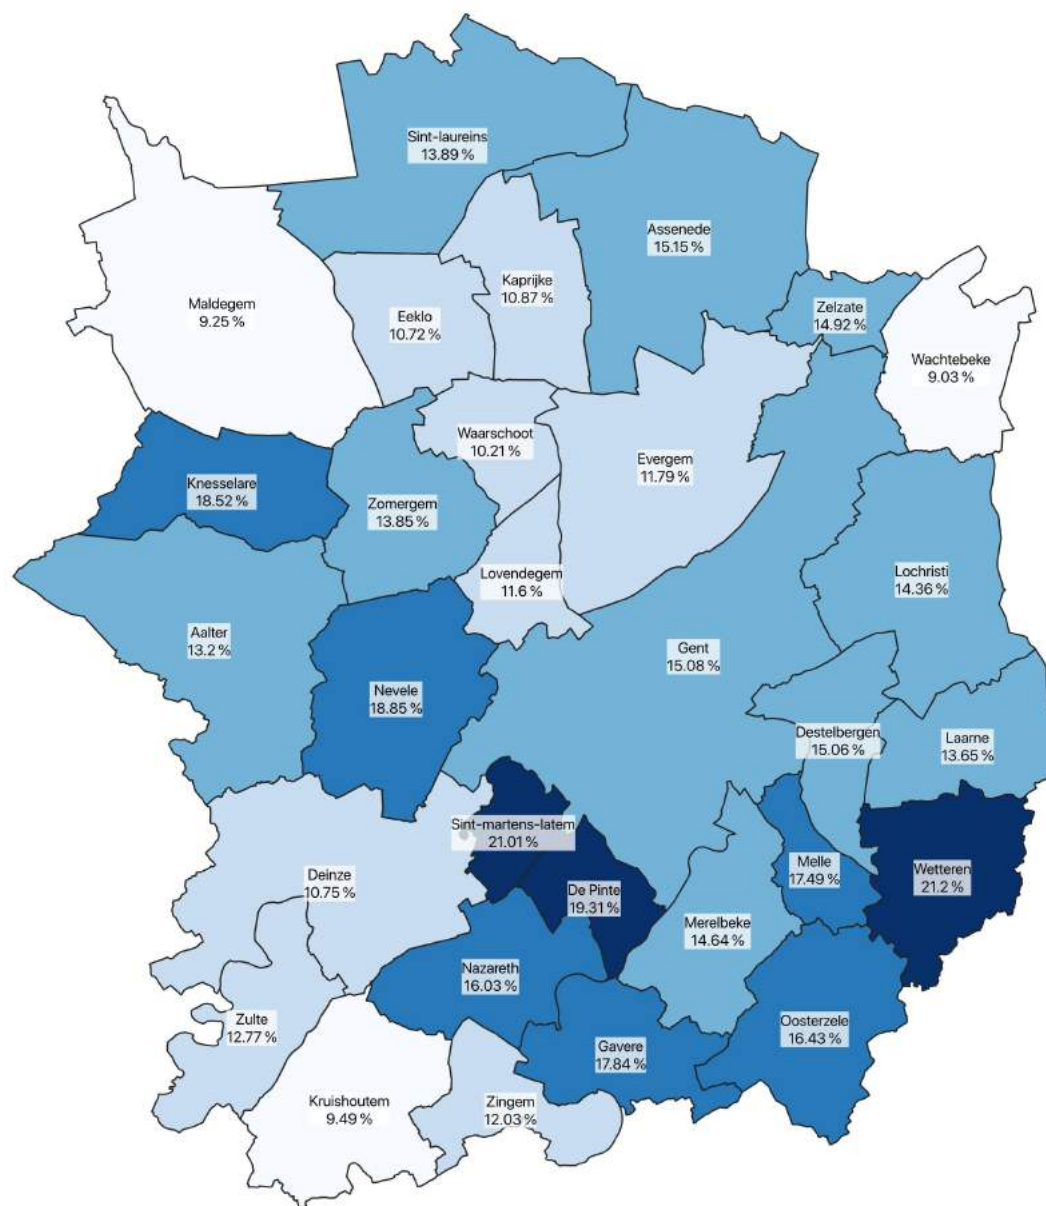 Sint-laureins
13.89 %
Assenede
15.15 %
Kaprijke
10.87 %
Maldegem
9.25 %
Eeklo
10.72 %
Zelzate
14.92 %
Wachtebeke
9.03 %
Waarschoot
10.21 %
Evergem
11.79 %
Knesselare
18.52 %
Zomergem
13.85 %
Lovendegem
11.6 %
Lochristi
14.36 %
Aalter
13.2 %
Gent
15.08 %
Nevele
18.85 %
Destelbergen
15.06 %
Laarne
13.65 %
Sint-martens-latem
21.01 %
Deinze
10.75 %
De Pinte
19.31 %
Melle
17.49 %
Wetteren
21.2 %
Merelbeke
14.64 %
Nazareth
16.03 %
Zulte
12.77 %
Oosterzele
16.43 %
Gavere
17.84 %
Kruishoutem
9.49 %
Zingem
12.03 %